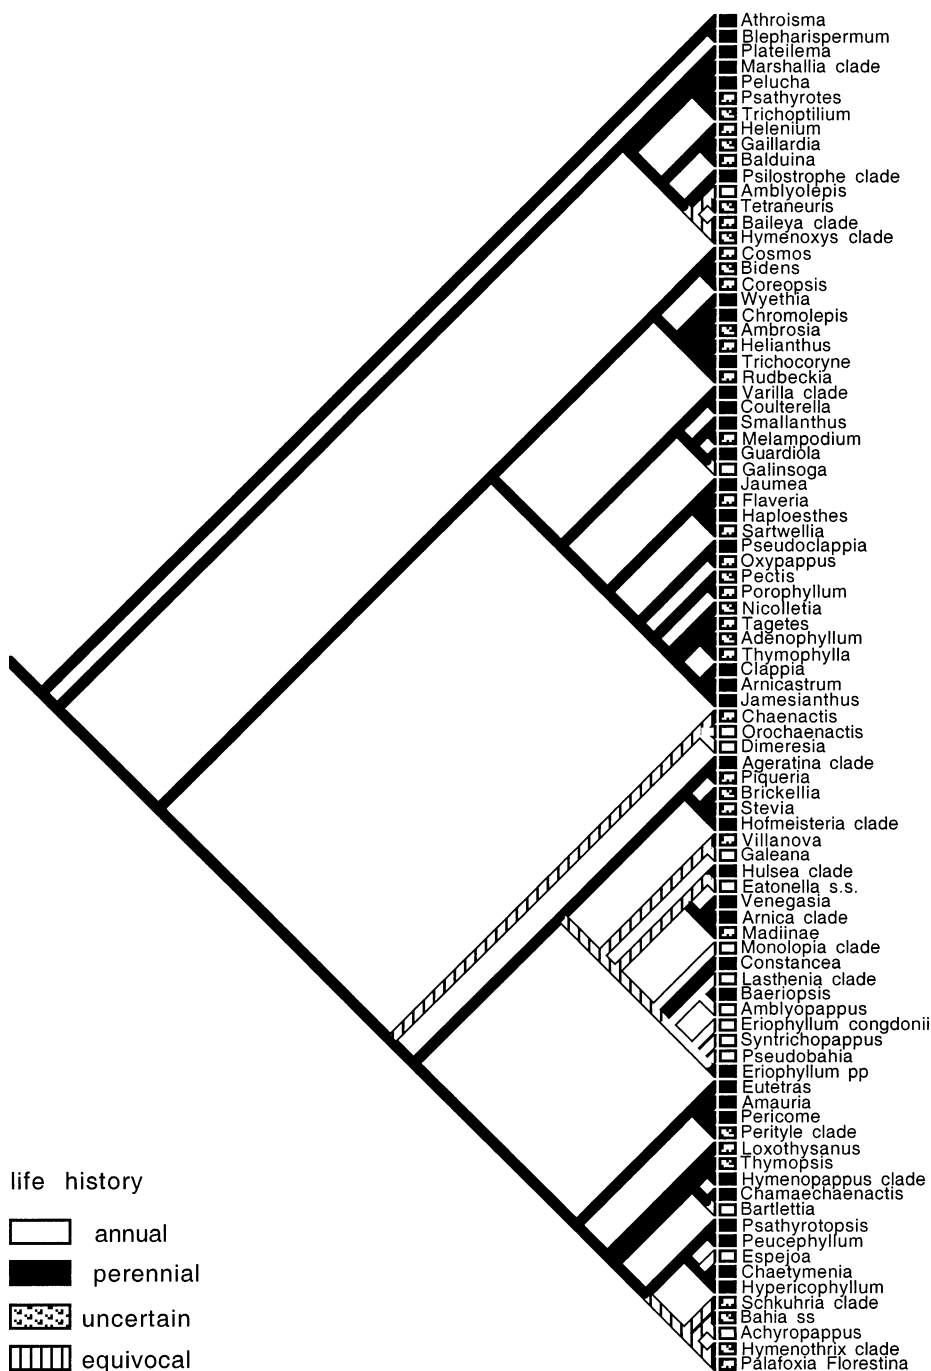 Athroisma
Blepharispermum
Plateilema
Marshallia clade
Pelucha
Psathyrotes
Trichoptilium
Helenium
Gaillardia
Balduina
Psilostrophe clade
Amblyolepis
Tetraneuris
Baileya clade
Hymenoxys clade
Cosmos
Bidens
Coreopsis
Wyethia
Chromolepis
Ambrosia
Helianthus
Trichocoryne
Rudbeckia
Varilla clade
Coulterella
Smallanthus
Melampodium
Guardiola
Galinsoga
Jaumea
Flaveria
Haploesthes
Sartwellia
Pseudoclappia
Oxypappus
Pectis
Porophyllum
Nicolletia
Tagetes
Adenophyllum
Thymophylla
Clappia
Arnicastrum
Jamesianthus
Chaenactis
Orochaenactis
Dimeresia
Ageratina clade
Piqueria
Brickellia
Stevia
Hofmeisteria clade
Villanova
Galeana
Hulsea clade
Eatonella s.s.
Venegasia
Arnica clade
Madiinae
Monolopia clade
Constancea
Lasthenia clade
Baeriopsis
Amblyopappus
Eriophyllum congdonii
Syntrichopappus
Pseudobahia
Eriophyllum pp
Eutetras
Amauria
Pericome
Perityle clade
Loxothysanus
Thymopsis
Hymenopappus clade
Chamaechaenactis
Bartlettia
Psathyrotopsis
Peucephyllum
Espejoa
Chaetymenia
Hypericophyllum
Schkuhria clade
Bahia ss
Achyropappus
Hymenothrix clade
Palafoxia Florestina
life history
annual
perennial
uncertain
equivocal